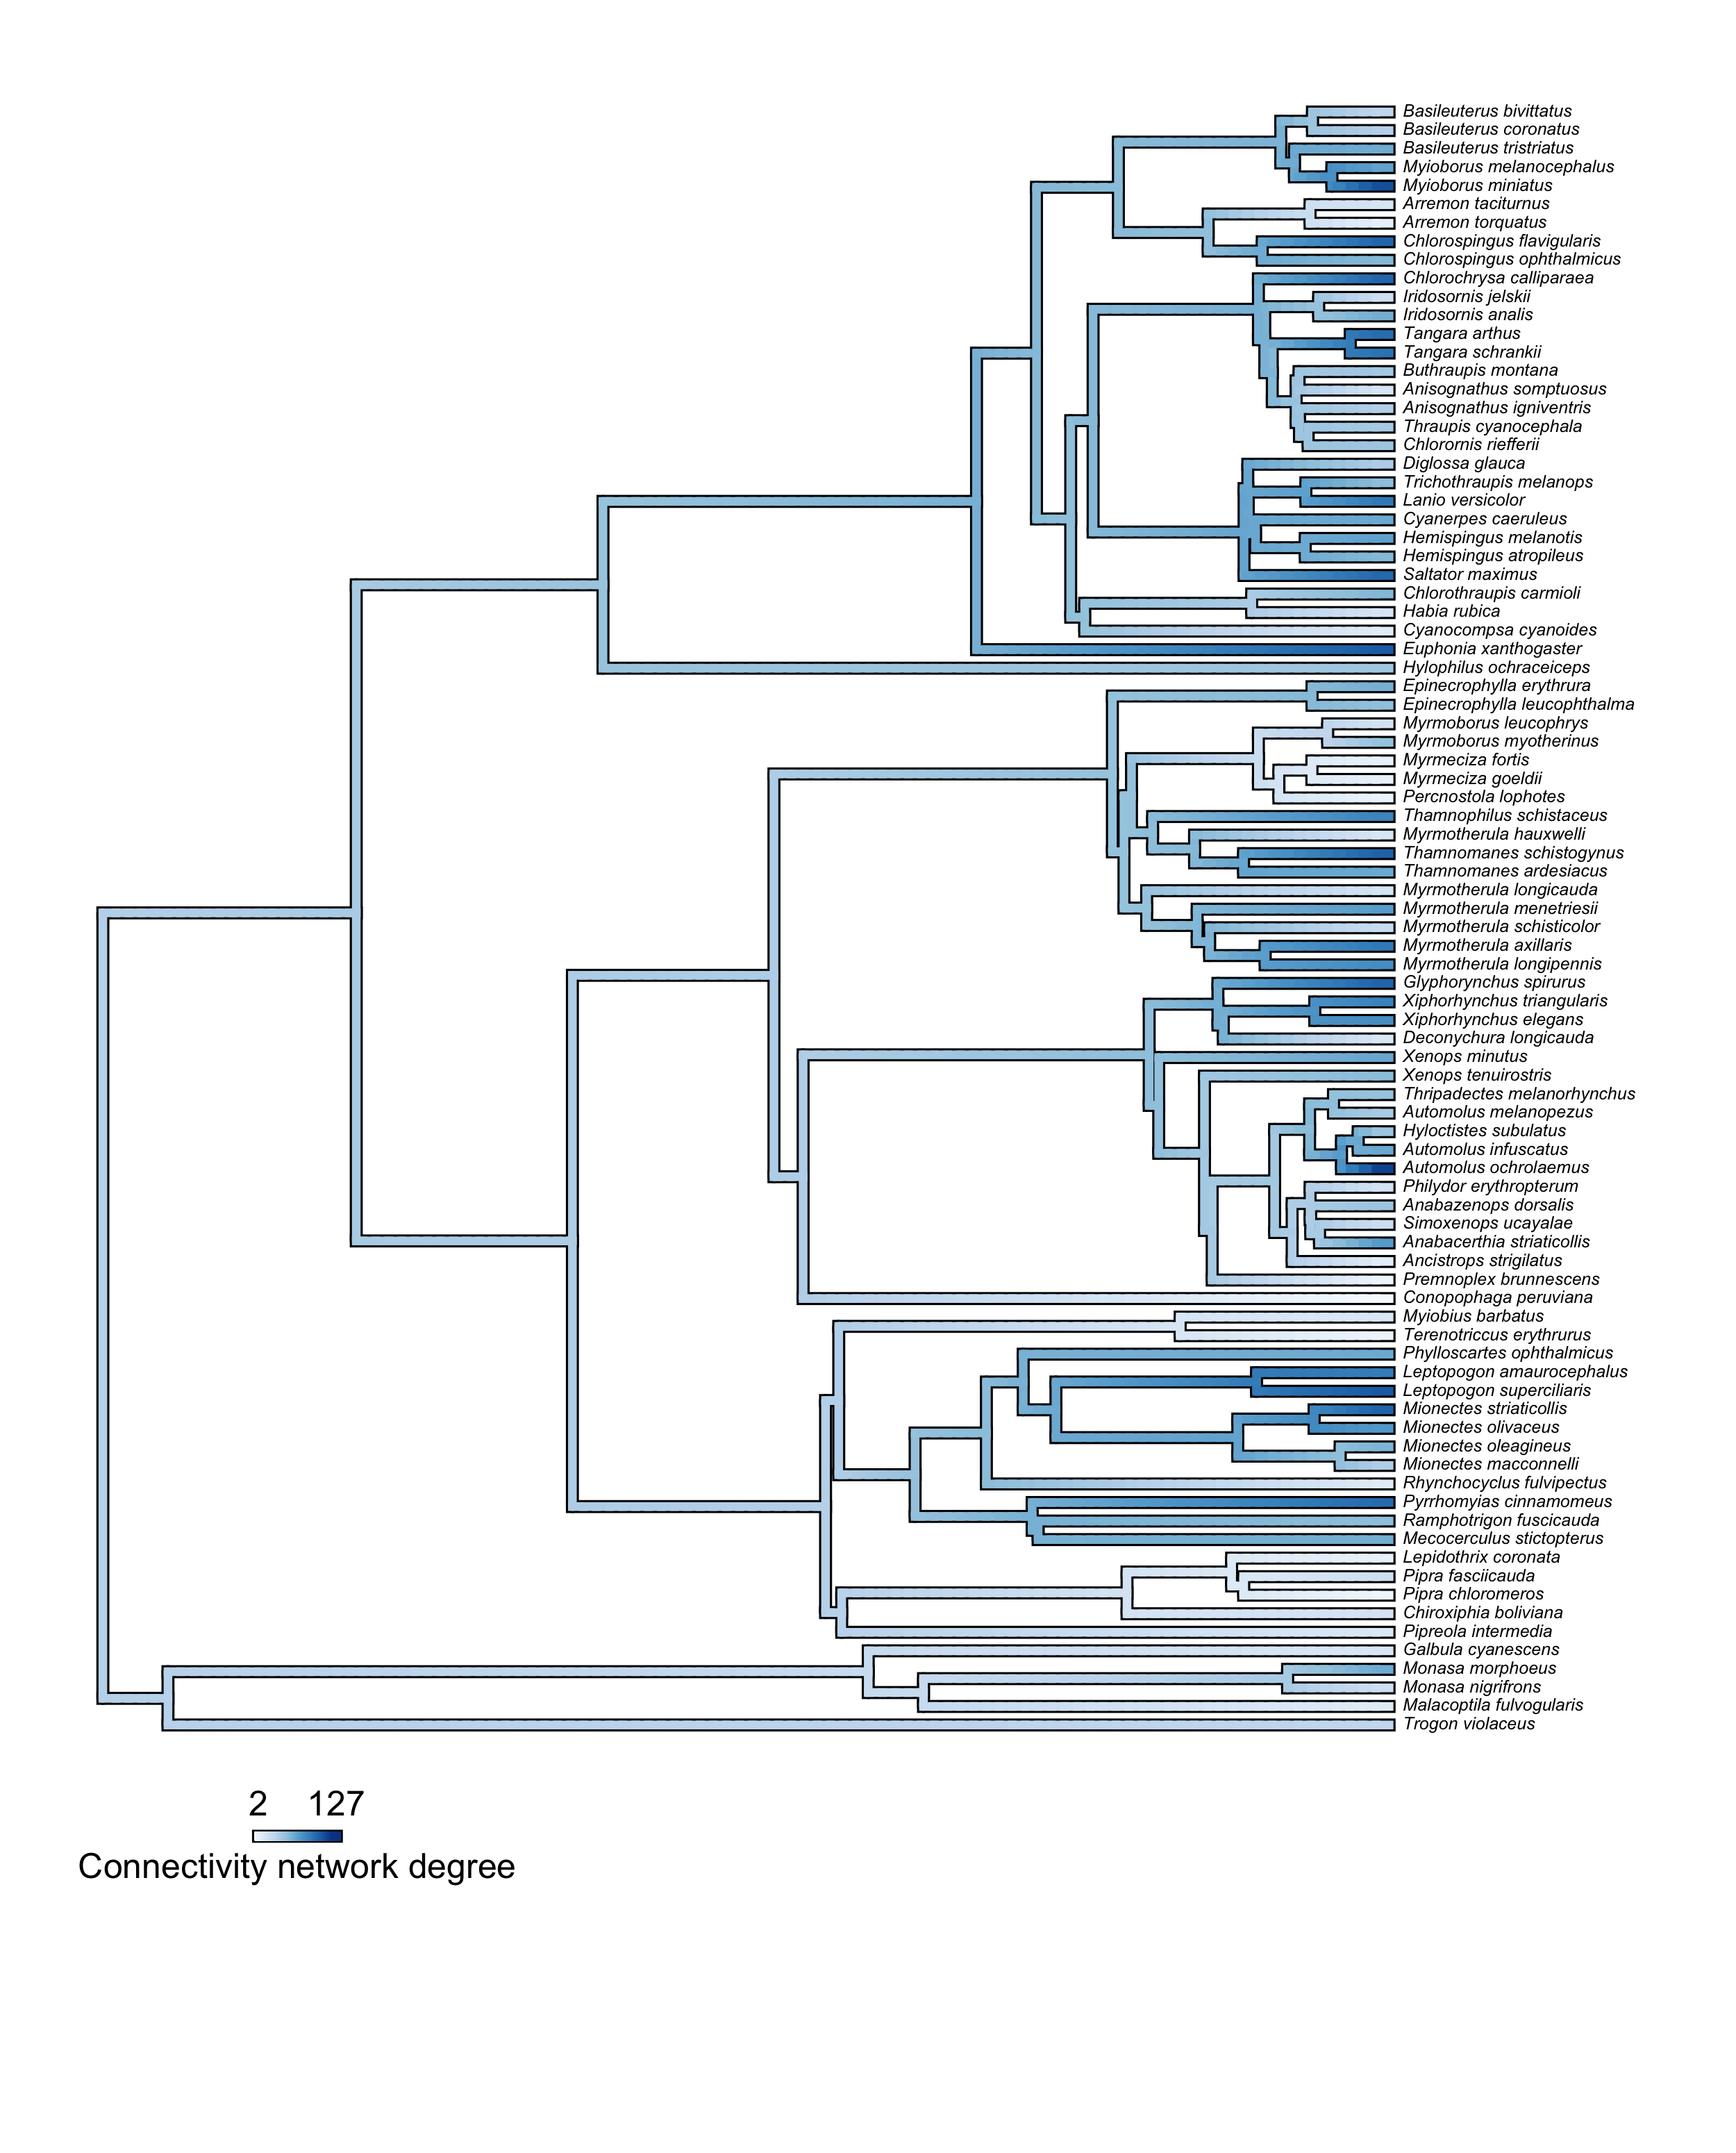 Basileuterus bivittatus
Basileuterus coronatus
Basileuterus tristriatus
Myioborus melanocephalus
Myioborus miniatus
Arremon taciturnus
Arremon torquatus
Chlorospingus flavigularis
Chlorospingus ophthalmicus
Chlorochrysa calliparaea
Iridosornis jelskii
Iridosornis analis
Tangara arthus
Tangara schrankii
Buthraupis montana
Anisognathus somptuosus
Anisognathus igniventris
Thraupis cyanocephala
Chlorornis riefferii
Diglossa glauca
Trichothraupis melanops
Lanio versicolor
Cyanerpes caeruleus
Hemispingus melanotis
Hemispingus atropileus
Saltator maximus
Chlorothraupis carmioli
Habia rubica
Cyanocompsa cyanoides
Euphonia xanthogaster
Hylophilus ochraceiceps
Epinecrophylla erythrura
Epinecrophylla leucophthalma
Myrmoborus leucophrys
Myrmoborus myotherinus
Myrmeciza fortis
Myrmeciza goeldii
Percnostola lophotes
Thamnophilus schistaceus
Myrmotherula hauxwelli
Thamnomanes schistogynus
Thamnomanes ardesiacus
Myrmotherula longicauda
Myrmotherula menetriesii
Myrmotherula schisticolor
Myrmotherula axillaris
Myrmotherula longipennis
Glyphorynchus spirurus
Xiphorhynchus triangularis
Xiphorhynchus elegans
Deconychura longicauda
Xenops minutus
Xenops tenuirostris
Thripadectes melanorhynchus
Automolus melanopezus
Hyloctistes subulatus
Automolus infuscatus
Automolus ochrolaemus
Philydor erythropterum
Anabazenops dorsalis
Simoxenops ucayalae
Anabacerthia striaticollis
Ancistrops strigilatus
Premnoplex brunnescens
Conopophaga peruviana
Myiobius barbatus
Terenotriccus erythrurus
Phylloscartes ophthalmicus
Leptopogon amaurocephalus
Leptopogon superciliaris
Mionectes striaticollis
Mionectes olivaceus
Mionectes oleagineus
Mionectes macconnelli
Rhynchocyclus fulvipectus
Pyrrhomyias cinnamomeus
Ramphotrigon fuscicauda
Mecocerculus stictopterus
Lepidothrix coronata
Pipra fasciicauda
Pipra chloromeros
Chiroxiphia boliviana
Pipreola intermedia
Galbula cyanescens
Monasa morphoeus
Monasa nigrifrons
Malacoptila fulvogularis
Trogon violaceus
2 127
Connectivity network degree